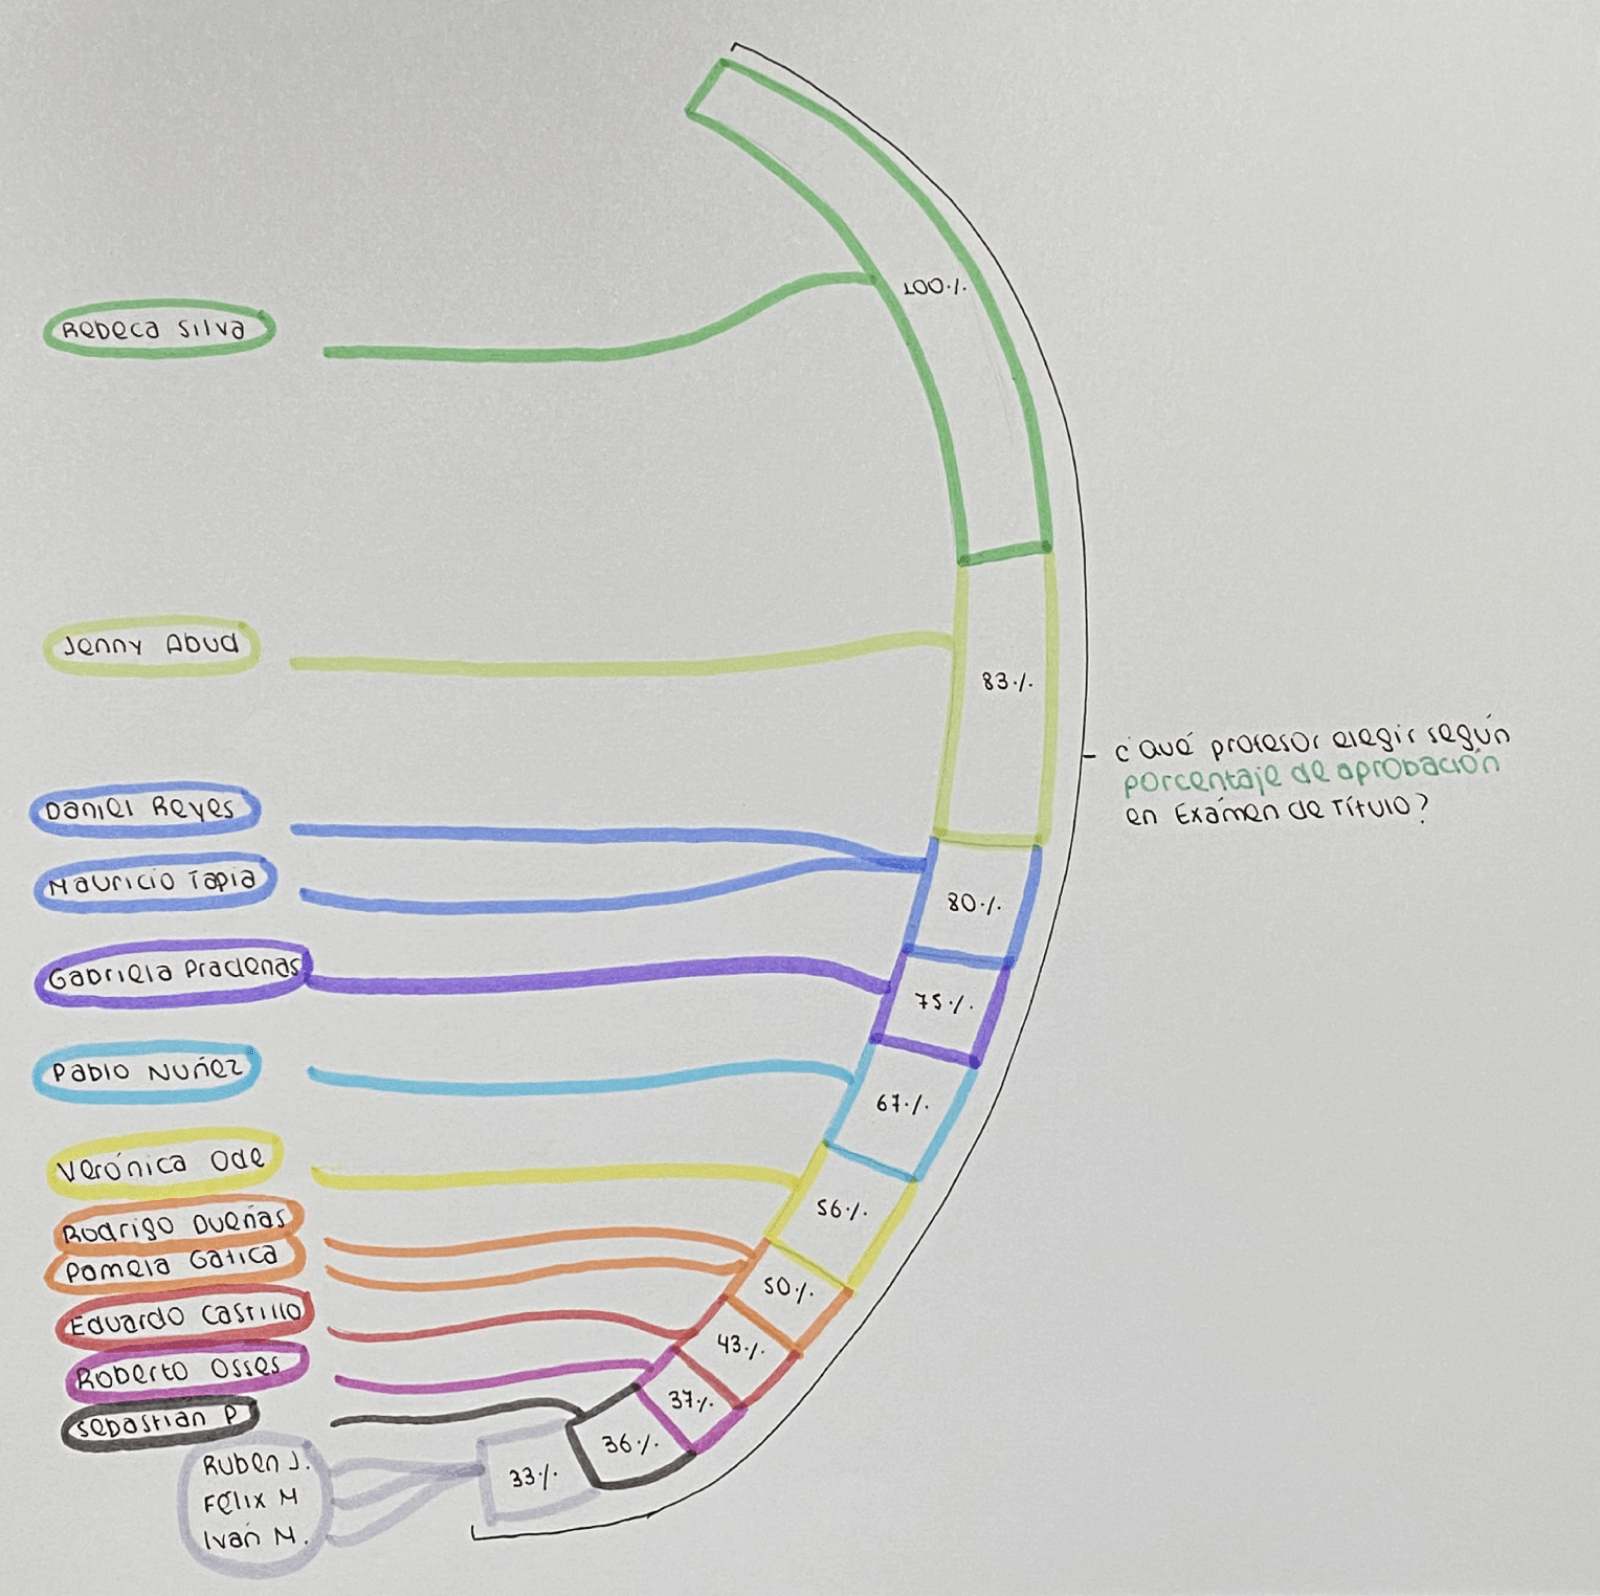 Rebeca Silva
100%
Jenny Abud
83%
Daniel Reyes
Mauricio Tapia
80%
Gabriela Pradenas
75%
Pablo Nuñez
67%
Verónica Ode
56%
Rodrigo Dueñas
Pamela Gatica
50%
Eduardo Castillo
43%
Roberto Osses
37%
Sebastian P
36%
Ruben J.
Félix M
Iván M.
33%
¿Qué profesor elegir según
porcentaje de aprobación
en Exámen de Título?